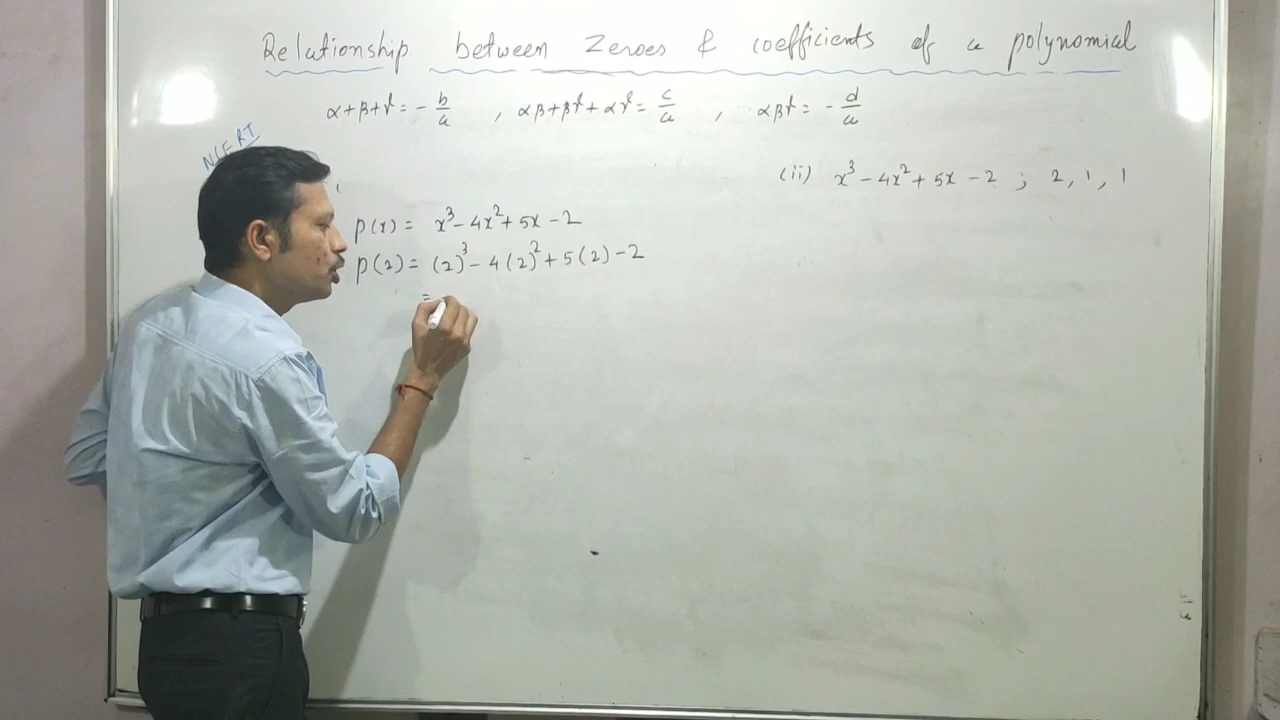 Relationship between Zeroes & coefficients of a polynomial
α+β+γ = -b/a , αβ+βγ+αγ = c/a , αβγ = -d/a
NCERT
(ii) x³ - 4x² + 5x - 2 ; 2, 1, 1
p(x) = x³ - 4x² + 5x - 2
p(2) = (2)³ - 4(2)² + 5(2) - 2
=